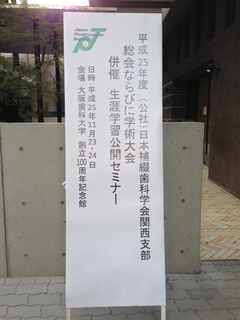 Japan
Prosthodontic
Society
平成25年度 (公社)日本補綴歯科学会関西支部
総会ならびに学術大会
併催 生涯学習公開セミナー
日時 平成25年11月23・24日
会場 大阪歯科大学 創立100周年記念館